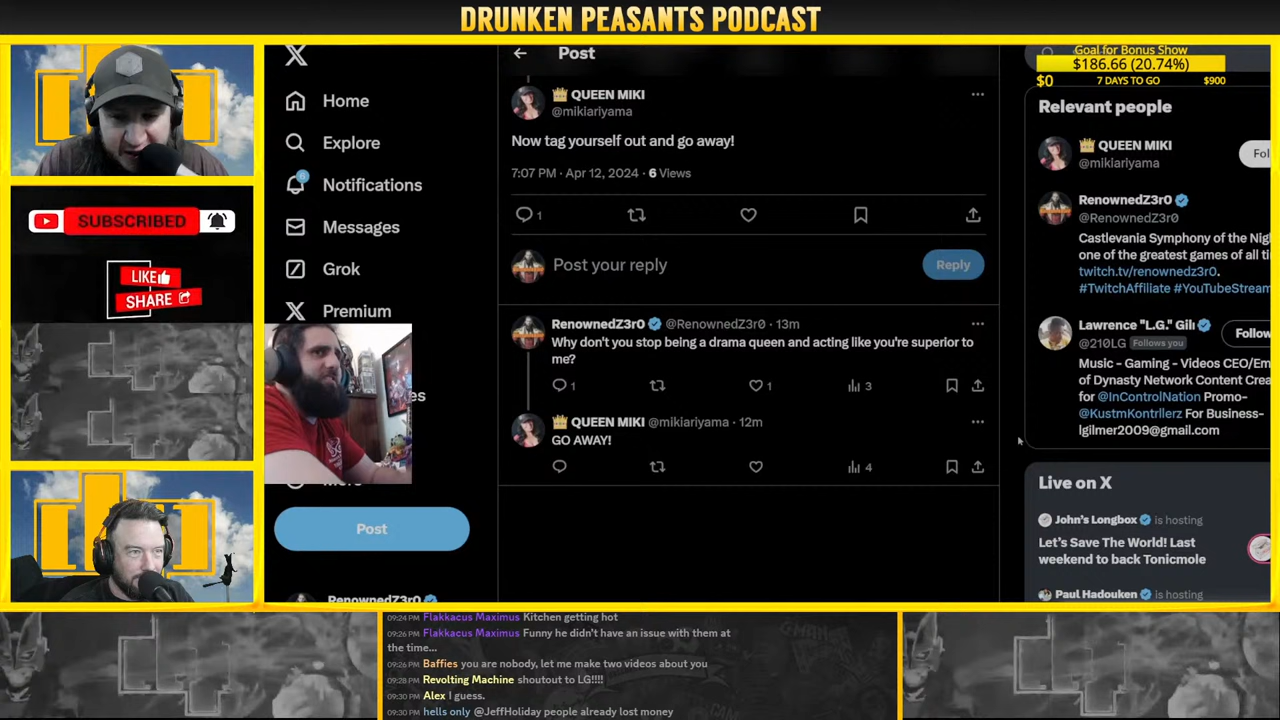 DRUNKEN PEASANTS PODCAST
Home
Explore
Notifications
6
Messages
Grok
Premium
es
More
Post
RenownedZ3r0
Post
QUEEN MIKI
@mikiariyama
Now tag yourself out and go away!
7:07 PM · Apr 12, 2024 · 6 Views
1
Post your reply
Reply
RenownedZ3r0 @RenownedZ3r0 · 13m
Why don't you stop being a drama queen and acting like you're superior to
me?
1 1 3
QUEEN MIKI @mikiariyama · 12m
GO AWAY!
4
Goal for Bonus Show
$186.66 (20.74%)
$0 7 DAYS TO GO $900
Relevant people
QUEEN MIKI
@mikiariyama
Fol
RenownedZ3r0
@RenownedZ3r0
Castlevania Symphony of the Nig
one of the greatest games of all ti
twitch.tv/renownedz3r0.
#TwitchAffiliate #YouTubeStream
Lawrence "L.G." Gil
@210LG Follows you
Follow
Music - Gaming - Videos CEO/Em
of Dynasty Network Content Crea
for @InControlNation Promo-
@KustmKontrllerz For Business-
lgilmer2009@gmail.com
Live on X
John's Longbox is hosting
Let's Save The World! Last
weekend to back Tonicmole
Paul Hadouken is hosting
SUBSCRIBED
LIKE
SHARE
09:24 PM Flakkacus Maximus Kitchen getting hot
09:26 PM Flakkacus Maximus Funny he didn't have an issue with them at
the time...
09:26 PM Baffies you are nobody, let me make two videos about you
09:28 PM Revolting Machine shoutout to LG!!!!
09:30 PM Alex I guess.
09:30 PM hells only @JeffHoliday people already lost money